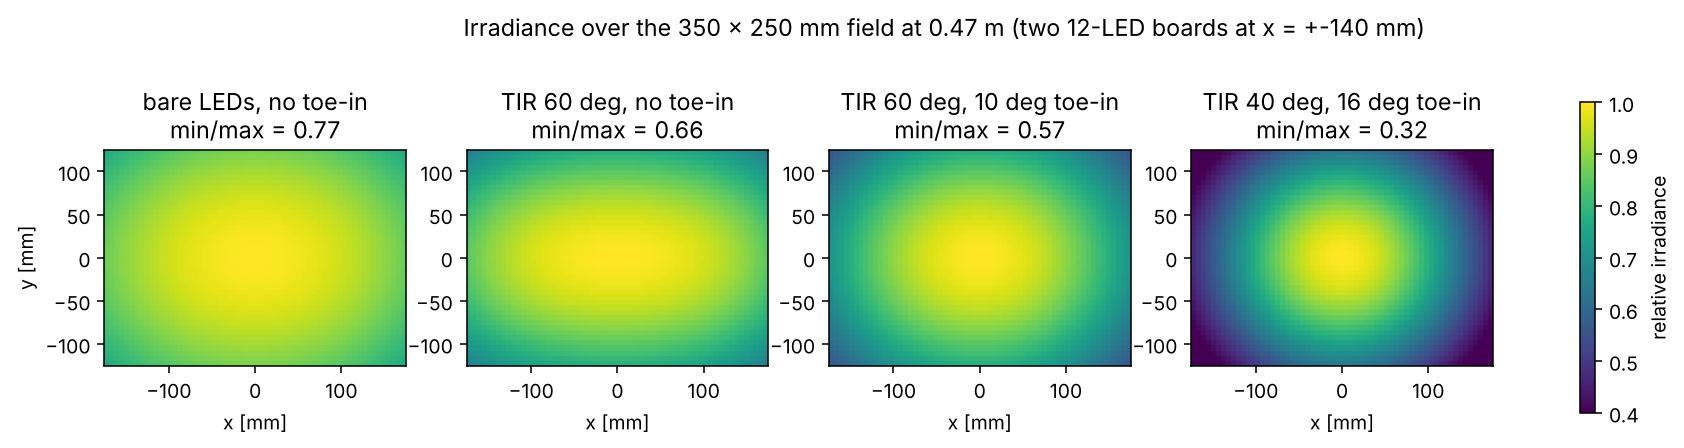 Irradiance over the 350 × 250 mm field at 0.47 m (two 12-LED boards at x = +-140 mm)
bare LEDs, no toe-in
min/max = 0.77
TIR 60 deg, no toe-in
min/max = 0.66
TIR 60 deg, 10 deg toe-in
min/max = 0.57
TIR 40 deg, 16 deg toe-in
min/max = 0.32
y [mm]
100
50
0
−50
−100
−100 0 100
x [mm]
100
50
0
−50
−100
−100 0 100
x [mm]
100
50
0
−50
−100
−100 0 100
x [mm]
100
50
0
−50
−100
−100 0 100
x [mm]
1.0
0.9
0.8
0.7
0.6
0.5
0.4
relative irradiance